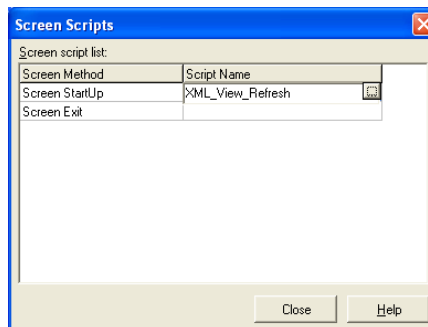 Screen Scripts
Screen script list:
Screen Method Script Name
Screen StartUp XML_View_Refresh
Screen Exit
Close Help